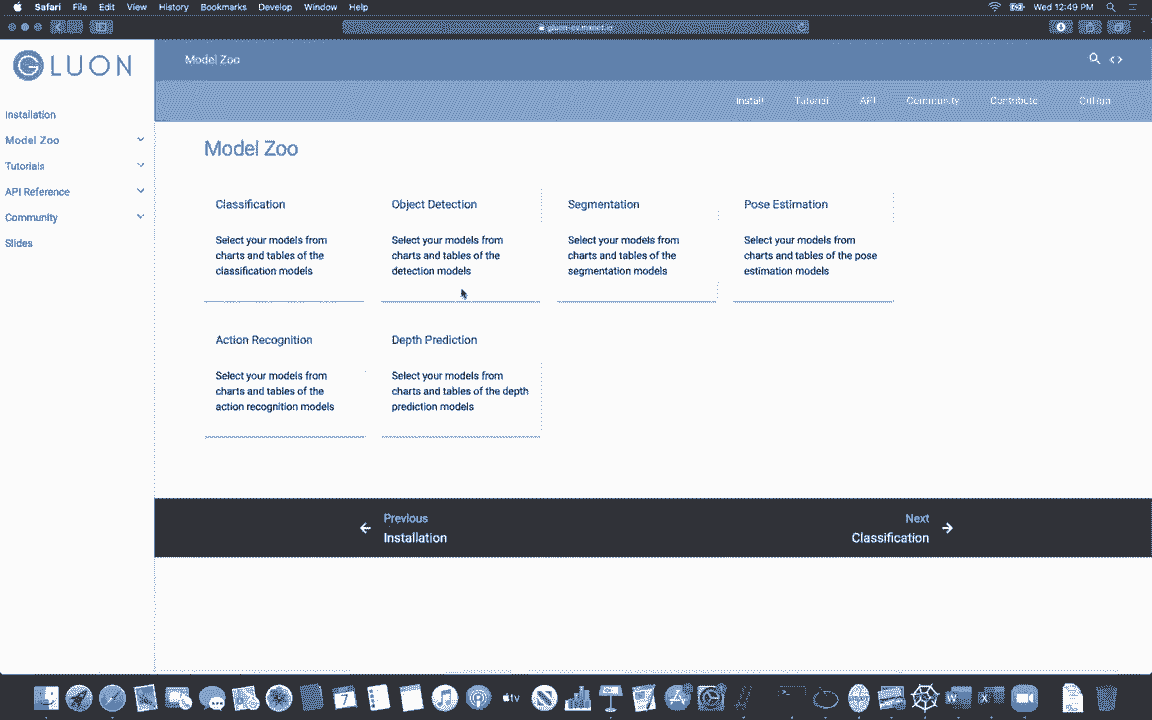 Safari File Edit View History Bookmarks Develop Window Help Wed 12:49 PM
GLUON
Model Zoo
Install Tutorial API Community Contribute GitHub
Installation
Model Zoo
Tutorials
API Reference
Community
Slides
Model Zoo
Classification
Select your models from
charts and tables of the
classification models
Object Detection
Select your models from
charts and tables of the
detection models
Segmentation
Select your models from
charts and tables of the
segmentation models
Pose Estimation
Select your models from
charts and tables of the pose
estimation models
Action Recognition
Select your models from
charts and tables of the
action recognition models
Depth Prediction
Select your models from
charts and tables of the depth
prediction models
Previous
Installation
Next
Classification
7
tv